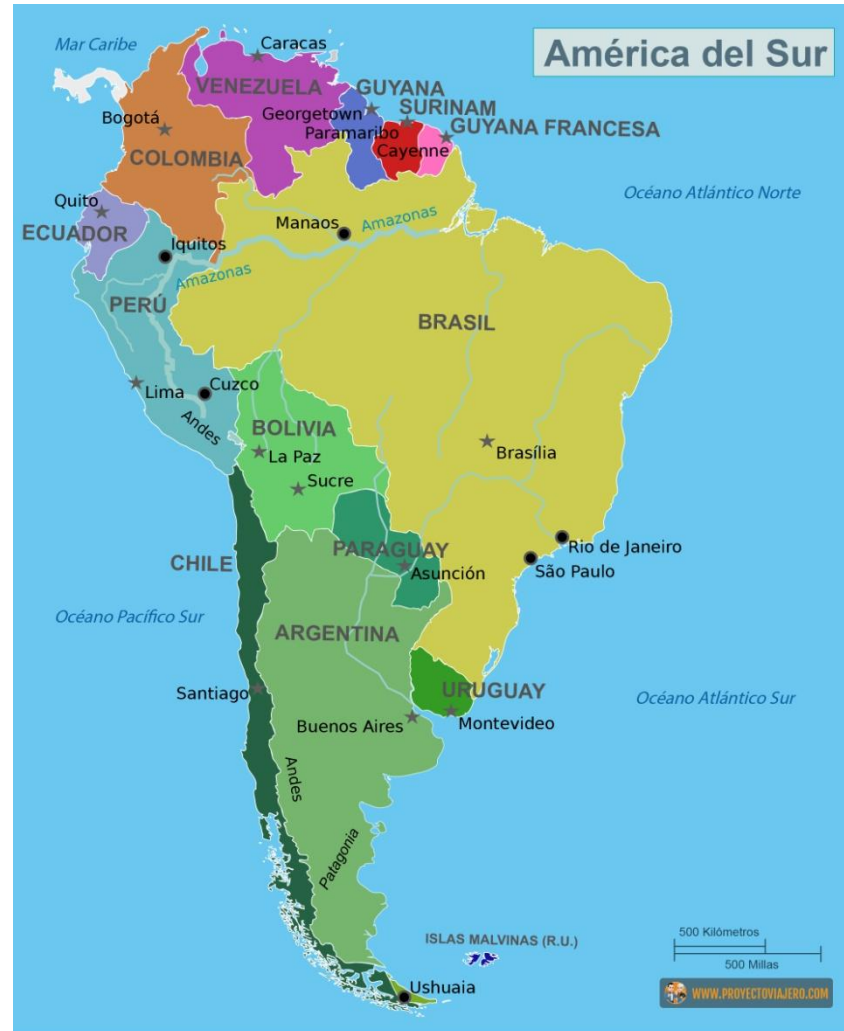 América del Sur
Mar Caribe
Caracas
VENEZUELA
GUYANA
Georgetown
SURINAM
Bogotá
Paramaribo
GUYANA FRANCESA
Cayenne
COLOMBIA
Océano Atlántico Norte
Quito
Manaos
Amazonas
ECUADOR
Iquitos
Amazonas
PERÚ
BRASIL
Lima
Cuzco
Andes
BOLIVIA
La Paz
Brasília
Sucre
Rio de Janeiro
PARAGUAY
CHILE
Asunción
São Paulo
Océano Pacífico Sur
ARGENTINA
Santiago
URUGUAY
Océano Atlántico Sur
Buenos Aires
Montevideo
Andes
Patagonia
ISLAS MALVINAS (R.U.)
500 Kilómetros
500 Millas
Ushuaia
WWW.PROYECTOVIAJERO.COM